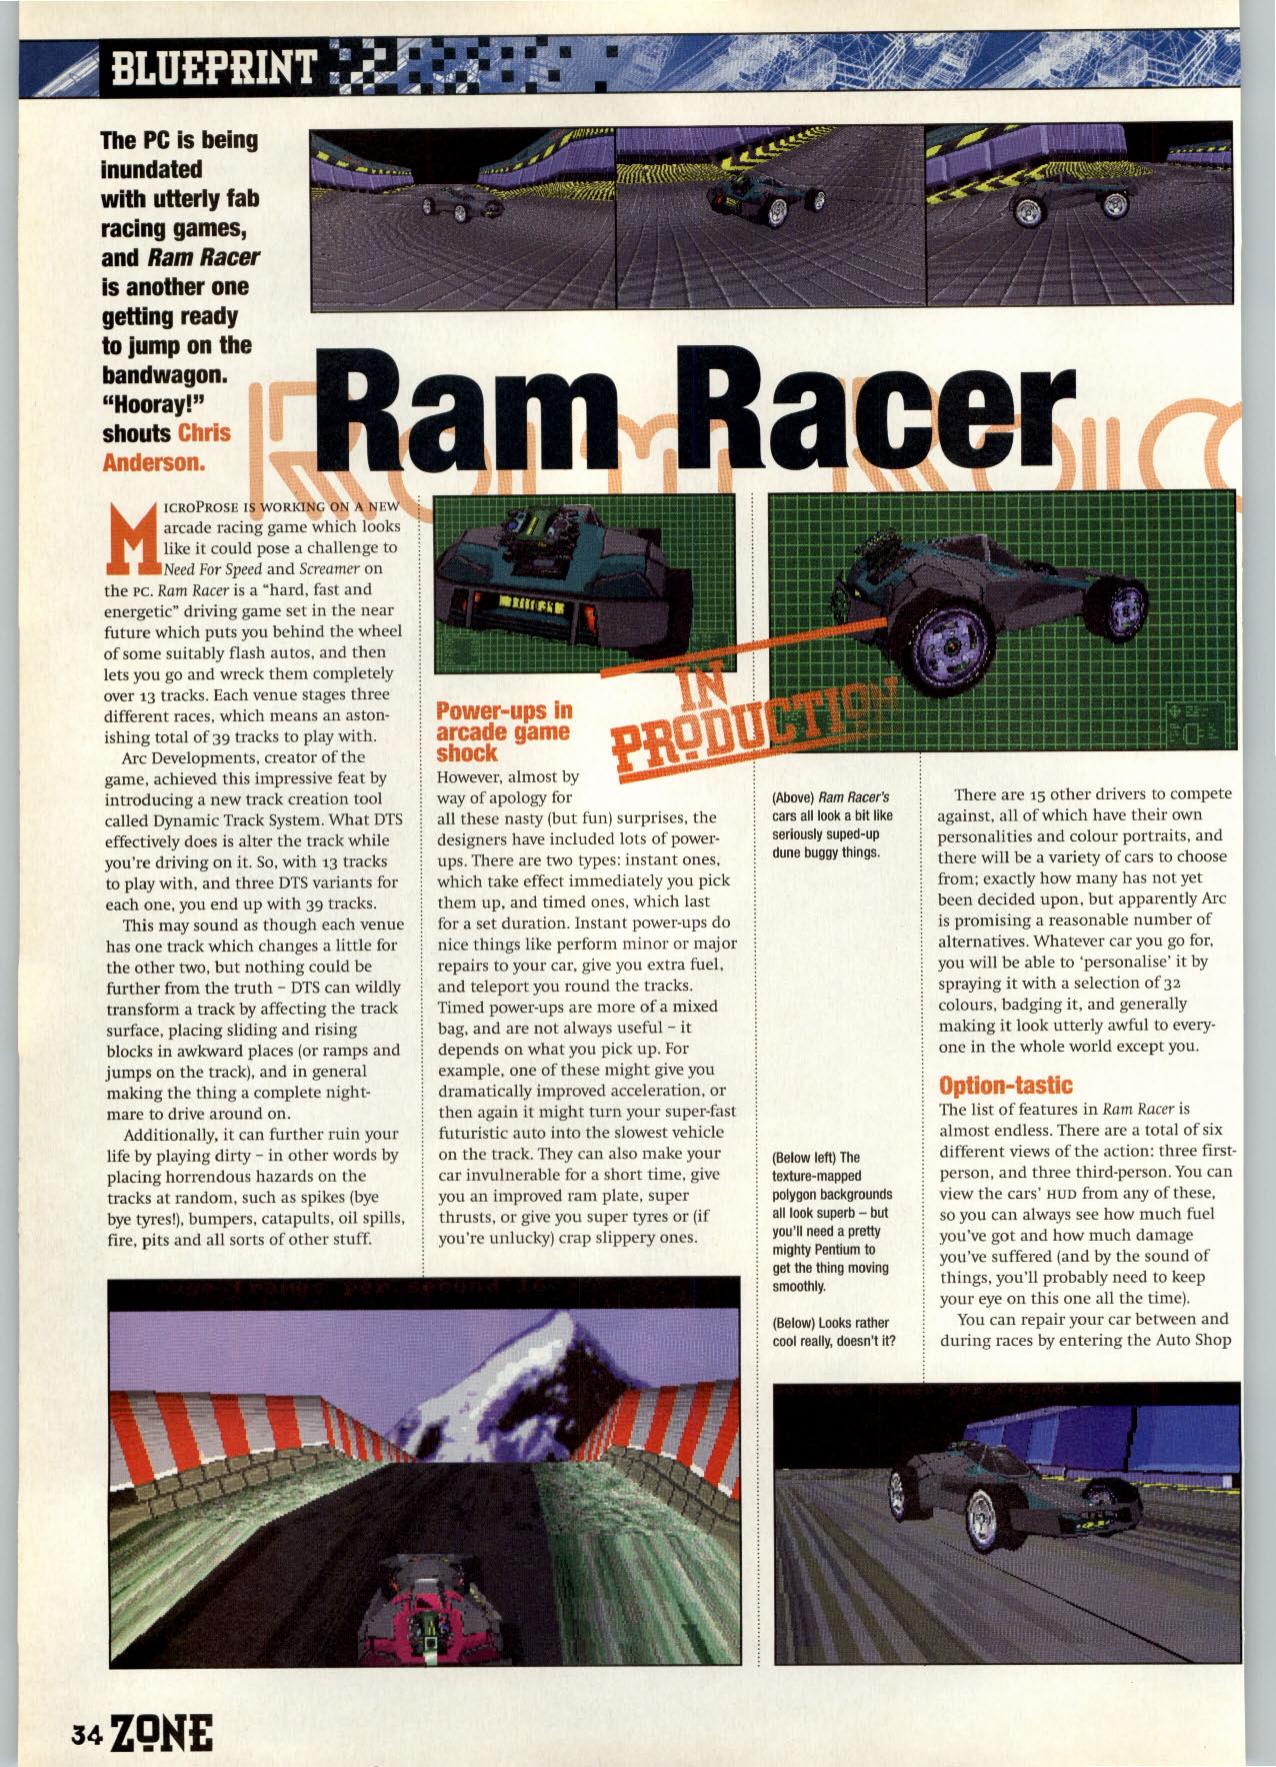 BLUEPRINT
The PC is being
inundated
with utterly fab
racing games,
and Ram Racer
is another one
getting ready
to jump on the
bandwagon.
“Hooray!”
shouts Chris
Anderson.
Ram Racer
MICROPROSE IS WORKING ON A NEW
arcade racing game which looks
like it could pose a challenge to
Need For Speed and Screamer on
the PC. Ram Racer is a “hard, fast and
energetic” driving game set in the near
future which puts you behind the wheel
of some suitably flash autos, and then
lets you go and wreck them completely
over 13 tracks. Each venue stages three
different races, which means an aston-
ishing total of 39 tracks to play with.
Arc Developments, creator of the
game, achieved this impressive feat by
introducing a new track creation tool
called Dynamic Track System. What DTS
effectively does is alter the track while
you're driving on it. So, with 13 tracks
to play with, and three DTS variants for
each one, you end up with 39 tracks.
This may sound as though each venue
has one track which changes a little for
the other two, but nothing could be
further from the truth – DTS can wildly
transform a track by affecting the track
surface, placing sliding and rising
blocks in awkward places (or ramps and
jumps on the track), and in general
making the thing a complete night-
mare to drive around on.
Additionally, it can further ruin your
life by playing dirty – in other words by
placing horrendous hazards on the
tracks at random, such as spikes (bye
bye tyres!), bumpers, catapults, oil spills,
fire, pits and all sorts of other stuff.
IN
PRODUCTION
Power-ups in
arcade game
shock
However, almost by
way of apology for
all these nasty (but fun) surprises, the
designers have included lots of power-
ups. There are two types: instant ones,
which take effect immediately you pick
them up, and timed ones, which last
for a set duration. Instant power-ups do
nice things like perform minor or major
repairs to your car, give you extra fuel,
and teleport you round the tracks.
Timed power-ups are more of a mixed
bag, and are not always useful – it
depends on what you pick up. For
example, one of these might give you
dramatically improved acceleration, or
then again it might turn your super-fast
futuristic auto into the slowest vehicle
on the track. They can also make your
car invulnerable for a short time, give
you an improved ram plate, super
thrusts, or give you super tyres or (if
you're unlucky) crap slippery ones.
(Above) Ram Racer's
cars all look a bit like
seriously suped-up
dune buggy things.
(Below left) The
texture-mapped
polygon backgrounds
all look superb – but
you'll need a pretty
mighty Pentium to
get the thing moving
smoothly.
(Below) Looks rather
cool really, doesn't it?
There are 15 other drivers to compete
against, all of which have their own
personalities and colour portraits, and
there will be a variety of cars to choose
from; exactly how many has not yet
been decided upon, but apparently Arc
is promising a reasonable number of
alternatives. Whatever car you go for,
you will be able to ‘personalise’ it by
spraying it with a selection of 32
colours, badging it, and generally
making it look utterly awful to every-
one in the whole world except you.
Option-tastic
The list of features in Ram Racer is
almost endless. There are a total of six
different views of the action: three first-
person, and three third-person. You can
view the cars' HUD from any of these,
so you can always see how much fuel
you've got and how much damage
you've suffered (and by the sound of
things, you'll probably need to keep
your eye on this one all the time).
You can repair your car between and
during races by entering the Auto Shop
frames per second
34 ZONE